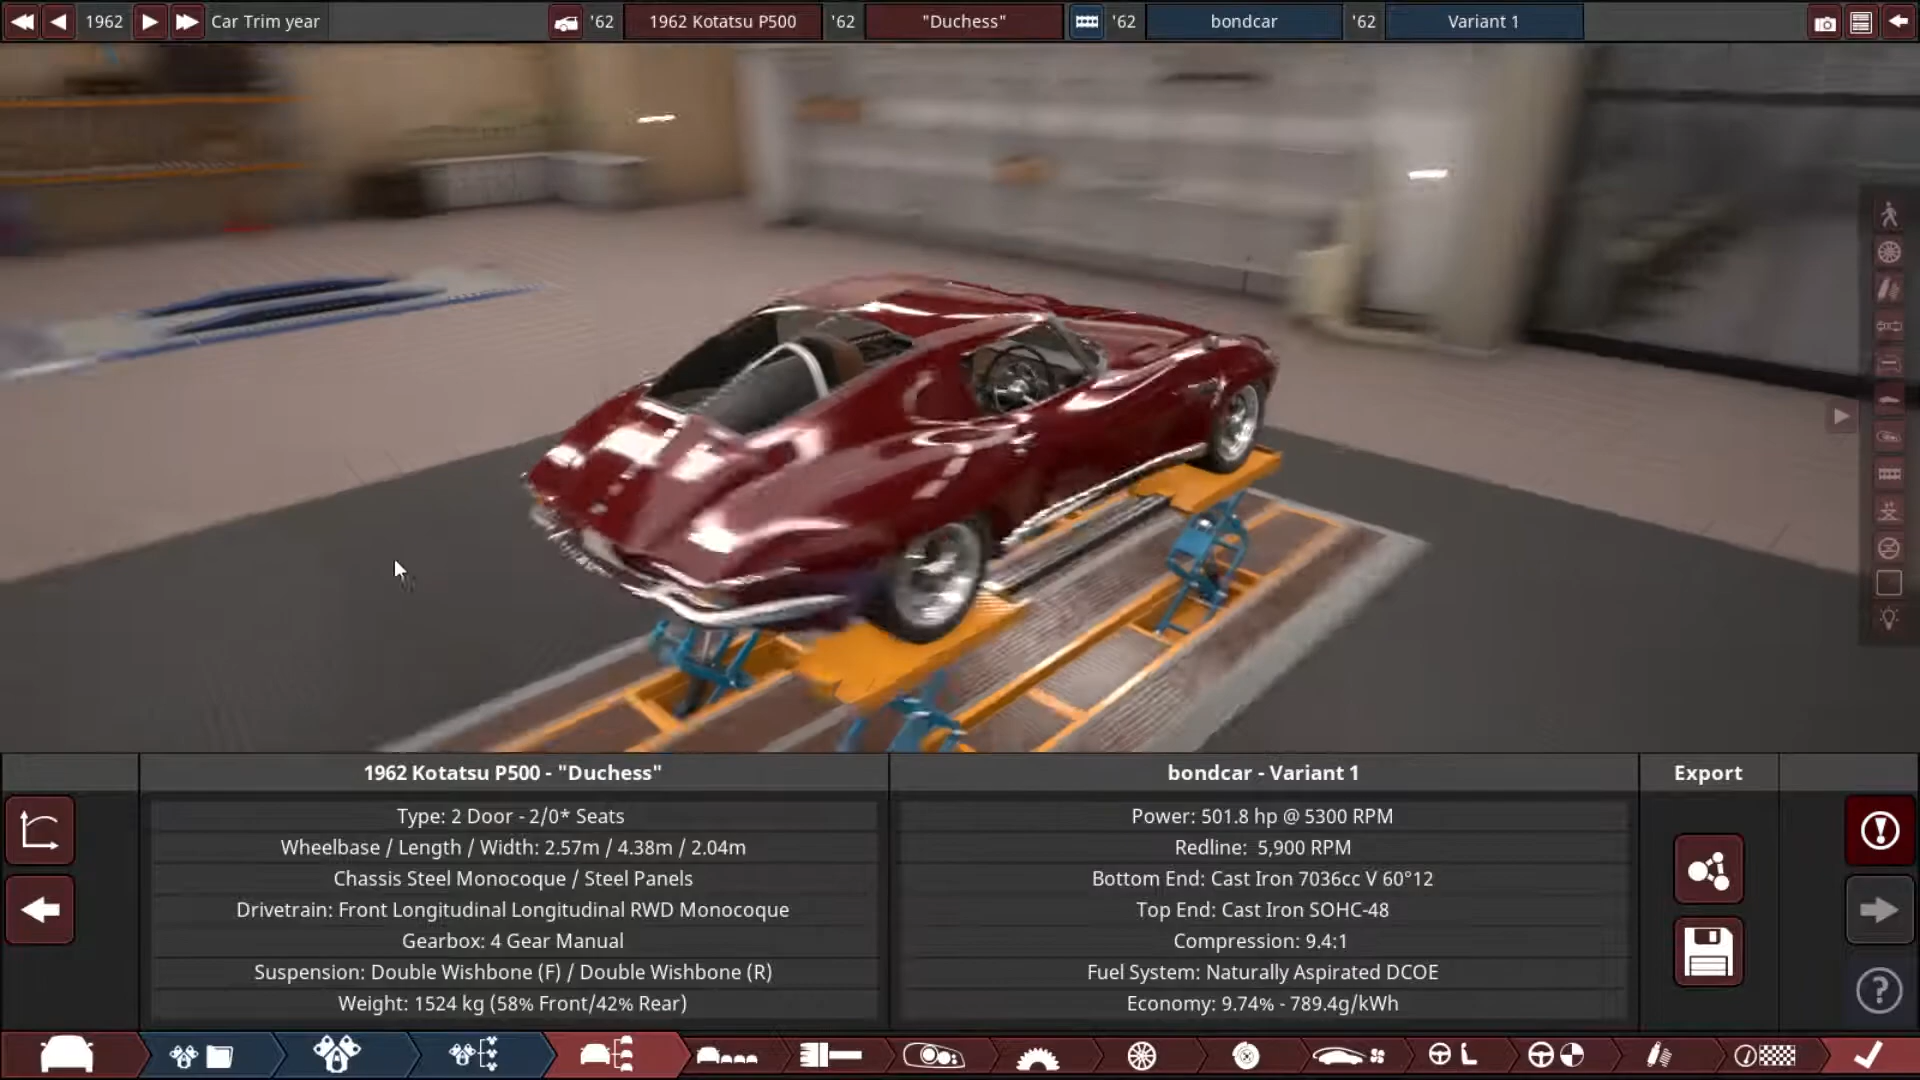 1962 Car Trim year '62 1962 Kotatsu P500 '62 "Duchess" '62 bondcar '62 Variant 1
1962 Kotatsu P500 - "Duchess"
Type: 2 Door - 2/0* Seats
Wheelbase / Length / Width: 2.57m / 4.38m / 2.04m
Chassis Steel Monocoque / Steel Panels
Drivetrain: Front Longitudinal Longitudinal RWD Monocoque
Gearbox: 4 Gear Manual
Suspension: Double Wishbone (F) / Double Wishbone (R)
Weight: 1524 kg (58% Front/42% Rear)
bondcar - Variant 1
Power: 501.8 hp @ 5300 RPM
Redline: 5,900 RPM
Bottom End: Cast Iron 7036cc V 60°12
Top End: Cast Iron SOHC-48
Compression: 9.4:1
Fuel System: Naturally Aspirated DCOE
Economy: 9.74% - 789.4g/kWh
Export